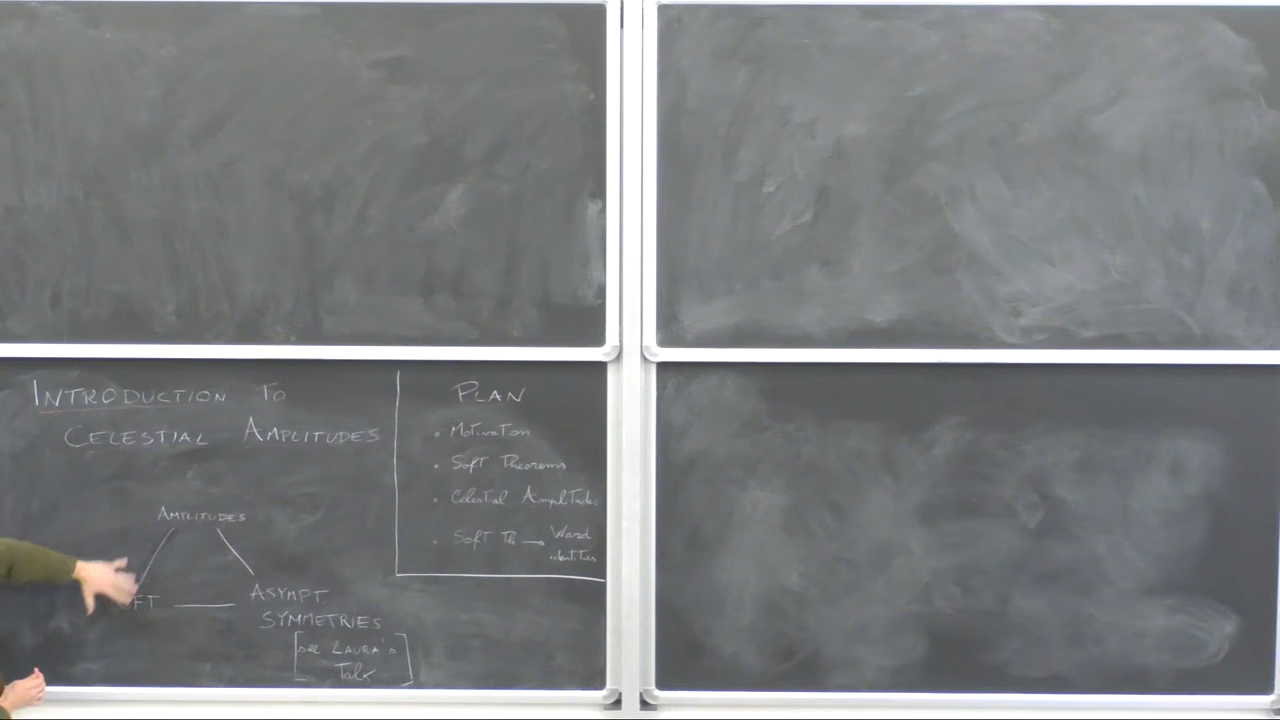 INTRODUCTION TO
CELESTIAL AMPLITUDES
AMPLITUDES
FT
ASYMPT
SYMMETRIES
[see LAURA's
Talk]
PLAN
• Motivation
• Soft Theorems
• Celestial Amplitudes
• Soft Th → Ward
identities